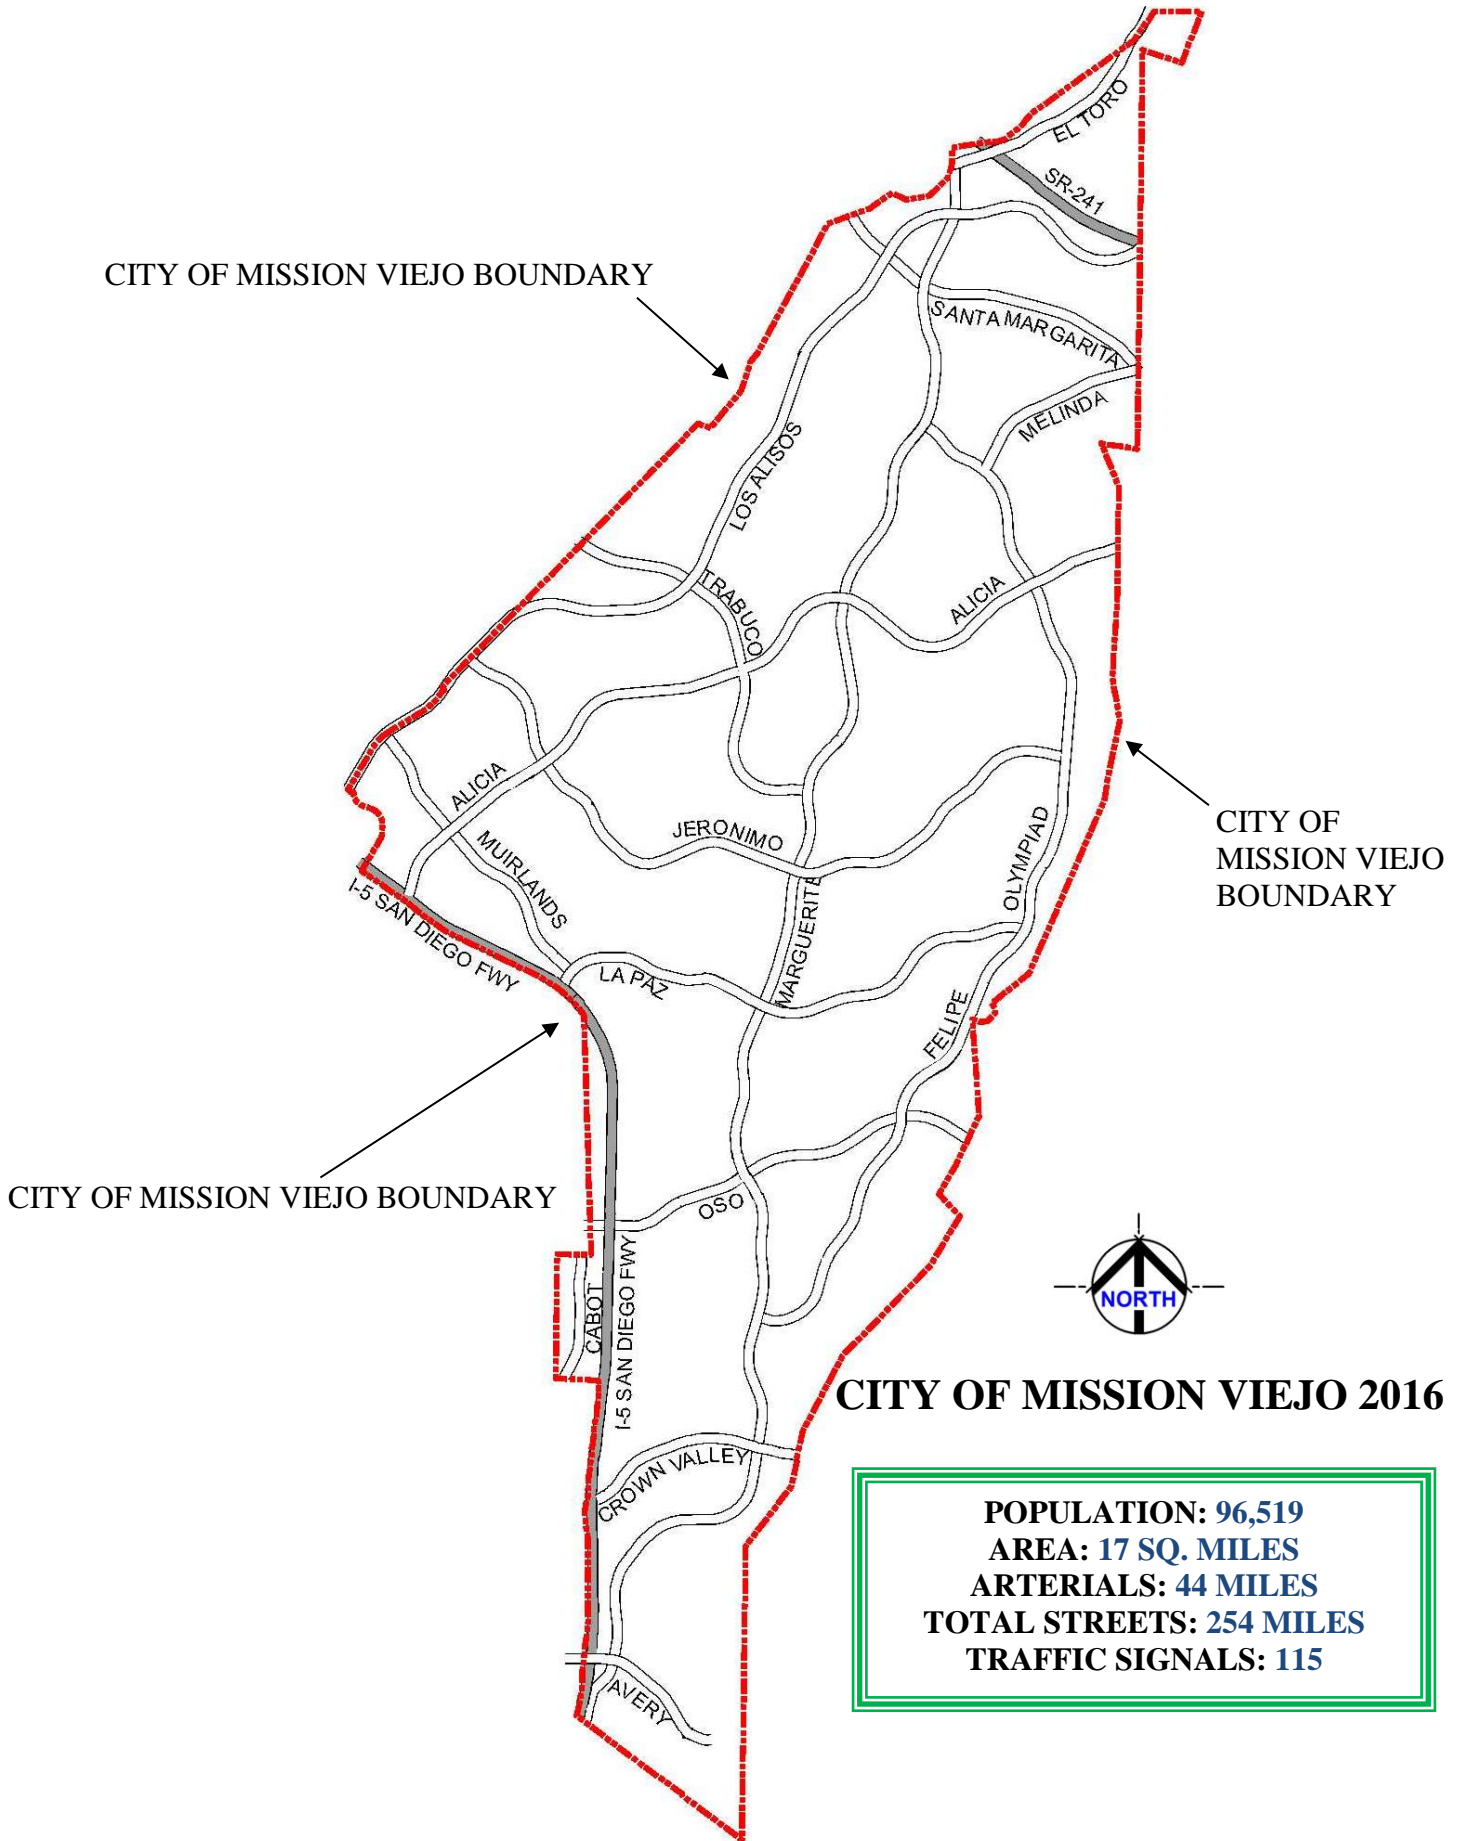 EL TORO
SR-241
CITY OF MISSION VIEJO BOUNDARY
SANTA MARGARITA
MELINDA
LOS ALISOS
TRABUCO
ALICIA
ALICIA
CITY OF
MISSION VIEJO
BOUNDARY
JERONIMO
MUIRLANDS
OLYMPIAD
I-5 SAN DIEGO FWY
MARGUERITE
LA PAZ
FELIPE
CITY OF MISSION VIEJO BOUNDARY
OSO
CABOT
I-5 SAN DIEGO FWY
NORTH
CITY OF MISSION VIEJO 2016
CROWN VALLEY
POPULATION: 96,519
AREA: 17 SQ. MILES
ARTERIALS: 44 MILES
TOTAL STREETS: 254 MILES
TRAFFIC SIGNALS: 115
AVERY